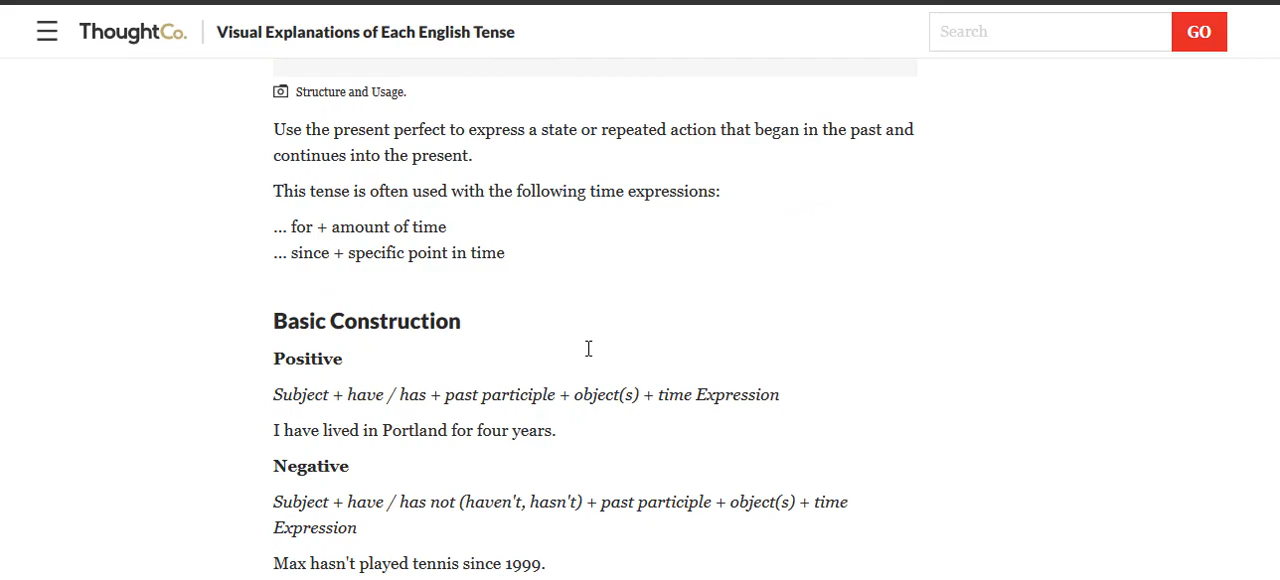 ThoughtCo. Visual Explanations of Each English Tense Search GO
Structure and Usage.
Use the present perfect to express a state or repeated action that began in the past and
continues into the present.
This tense is often used with the following time expressions:
... for + amount of time
... since + specific point in time
Basic Construction
Positive
Subject + have / has + past participle + object(s) + time Expression
I have lived in Portland for four years.
Negative
Subject + have / has not (haven't, hasn't) + past participle + object(s) + time
Expression
Max hasn't played tennis since 1999.